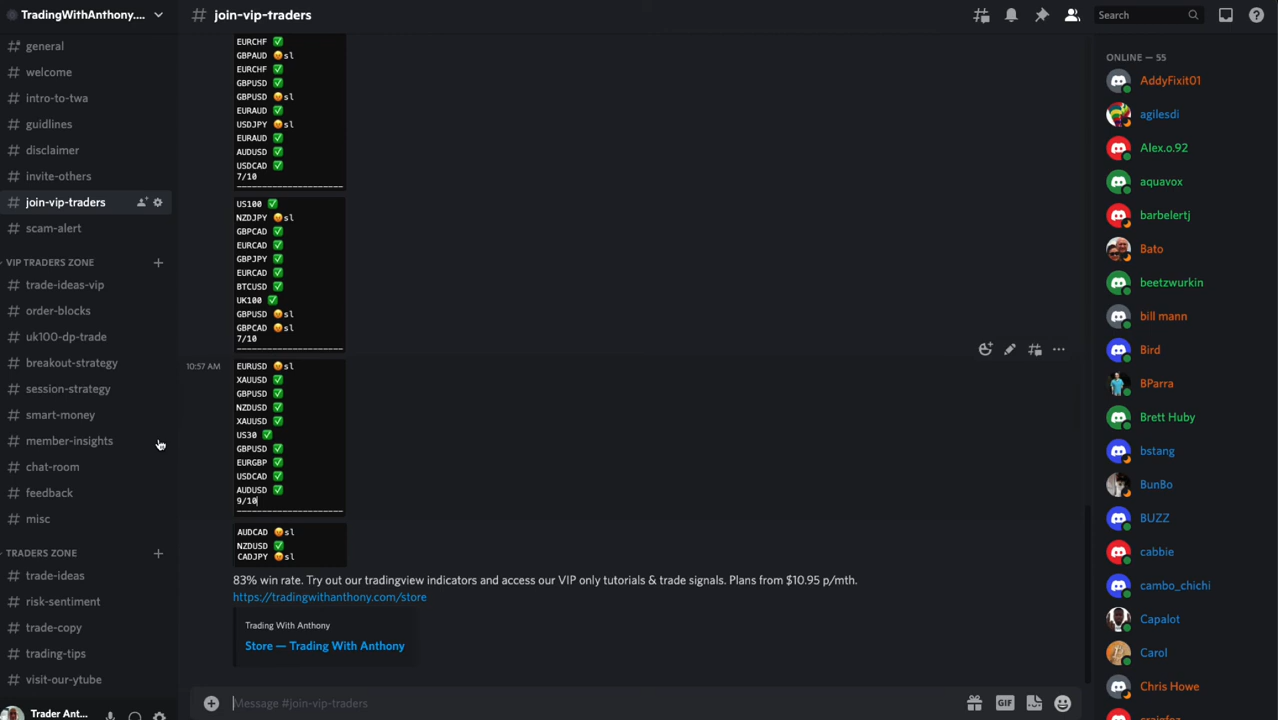 TradingWithAnthony....
general
welcome
intro-to-twa
guidlines
disclaimer
invite-others
join-vip-traders
scam-alert
VIP TRADERS ZONE
trade-ideas-vip
order-blocks
uk100-dp-trade
breakout-strategy
session-strategy
smart-money
member-insights
chat-room
feedback
misc
TRADERS ZONE
trade-ideas
risk-sentiment
trade-copy
trading-tips
visit-our-ytube
Trader Ant...
# join-vip-traders
Search
EURCHF ✅
GBPAUD 😡sl
EURCHF ✅
GBPUSD ✅
GBPUSD 😡sl
EURAUD ✅
USDJPY 😡sl
EURAUD ✅
AUDUSD ✅
USDCAD ✅
7/10
----------------------
US100 ✅
NZDJPY 😡sl
GBPCAD ✅
EURCAD ✅
GBPJPY ✅
EURCAD ✅
BTCUSD ✅
UK100 ✅
GBPUSD 😡sl
GBPCAD 😡sl
7/10
----------------------
10:57 AM
EURUSD 😡sl
XAUUSD ✅
GBPUSD ✅
NZDUSD ✅
XAUUSD ✅
US30 ✅
GBPUSD ✅
EURGBP ✅
USDCAD ✅
AUDUSD ✅
9/10
----------------------
AUDCAD 😡sl
NZDUSD ✅
CADJPY 😡sl
83% win rate. Try out our tradingview indicators and access our VIP only tutorials & trade signals. Plans from $10.95 p/mth.
https://tradingwithanthony.com/store
Trading With Anthony
Store — Trading With Anthony
Message #join-vip-traders
GIF
ONLINE — 55
AddyFixit01
agilesdi
Alex.o.92
aquavox
barbelertj
Bato
beetzwurkin
bill mann
Bird
BParra
Brett Huby
bstang
BunBo
BUZZ
cabbie
cambo_chichi
Capalot
Carol
Chris Howe